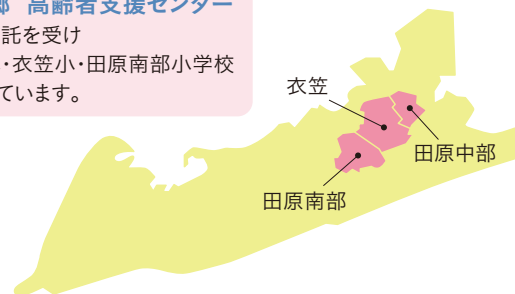 高齢者支援センター
託を受け
・衣笠小・田原南部小学校
ています。
衣笠
田原中部
田原南部